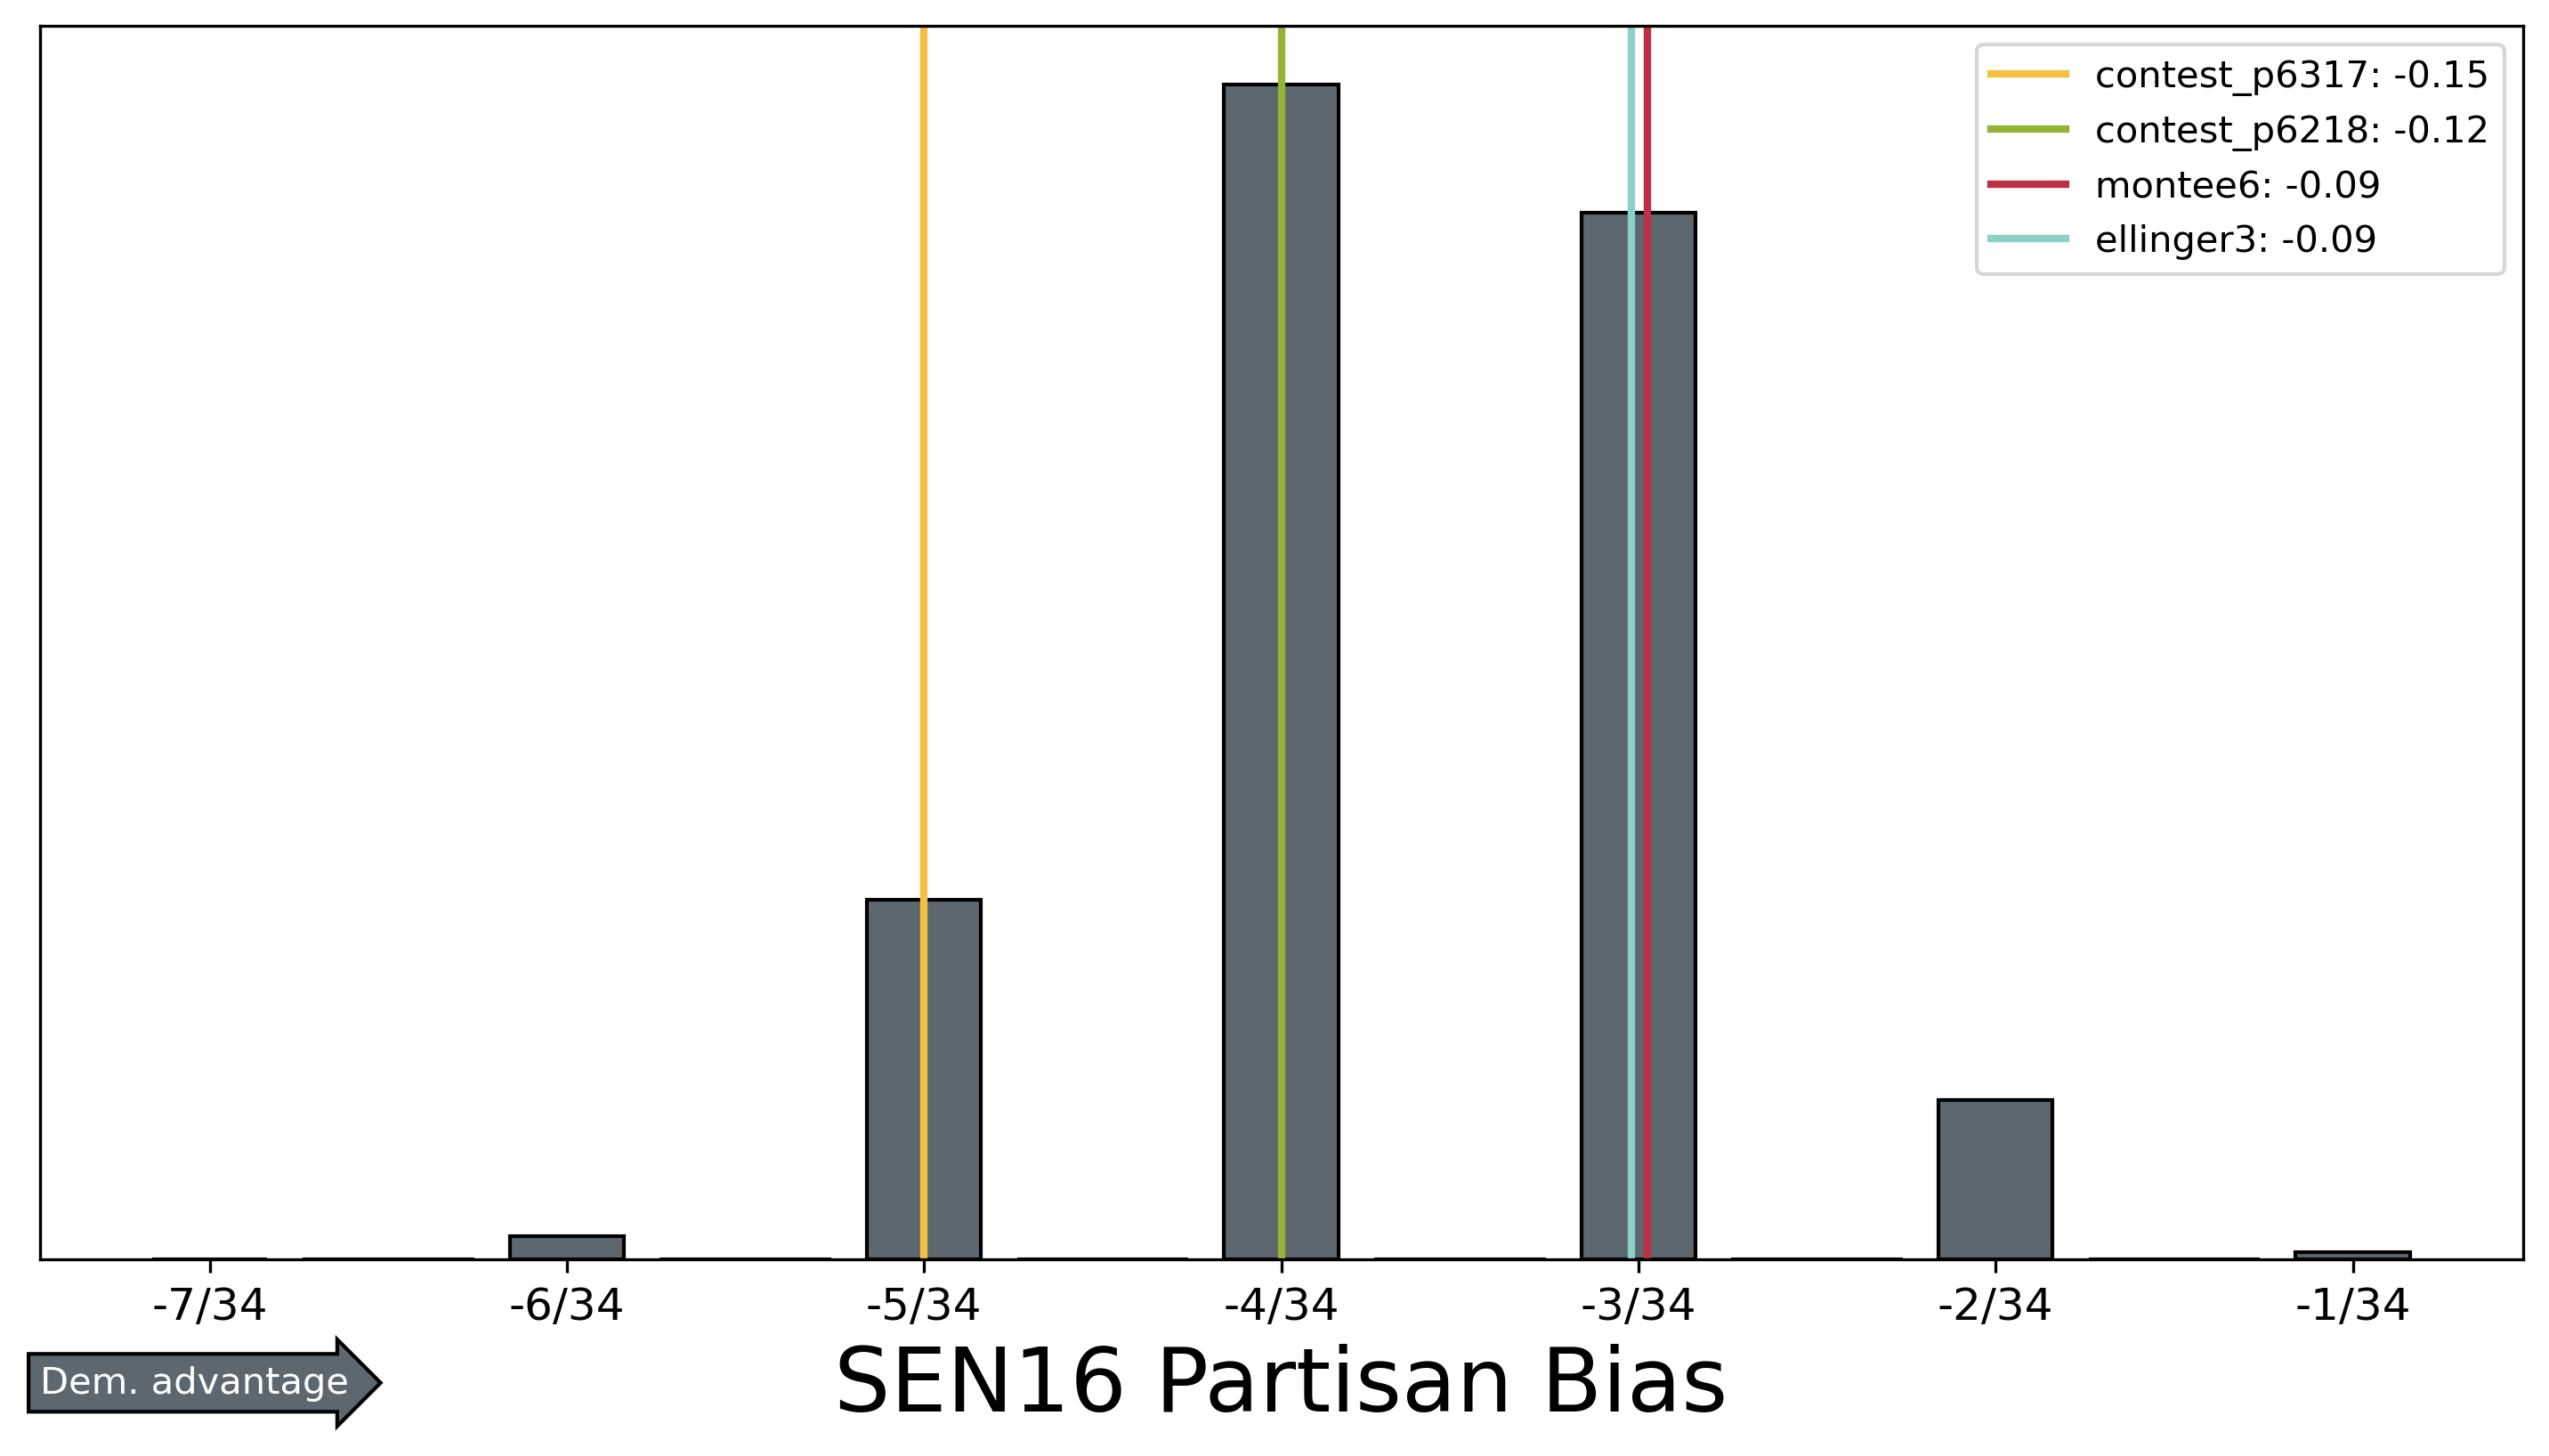 contest_p6317: -0.15
contest_p6218: -0.12
montee6: -0.09
ellinger3: -0.09
-7/34 -6/34 -5/34 -4/34 -3/34 -2/34 -1/34
Dem. advantage
SEN16 Partisan Bias